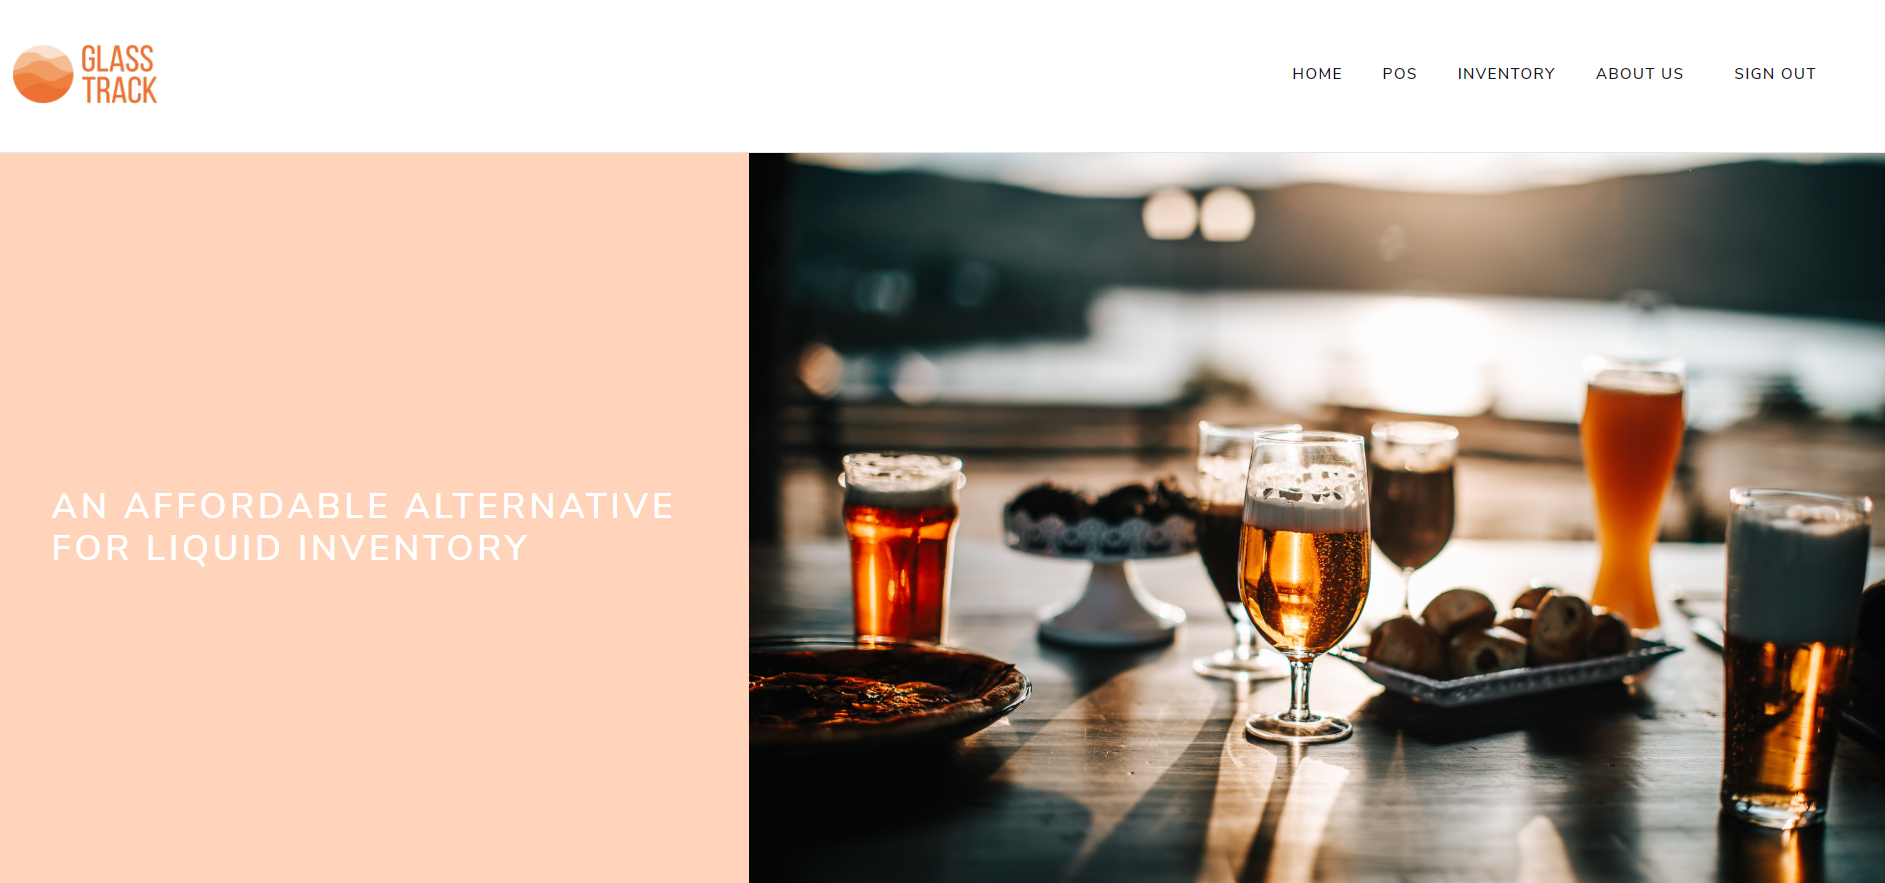 GLASS
TRACK
HOME
POS
INVENTORY
ABOUT US
SIGN OUT
AN AFFORDABLE ALTERNATIVE
FOR LIQUID INVENTORY